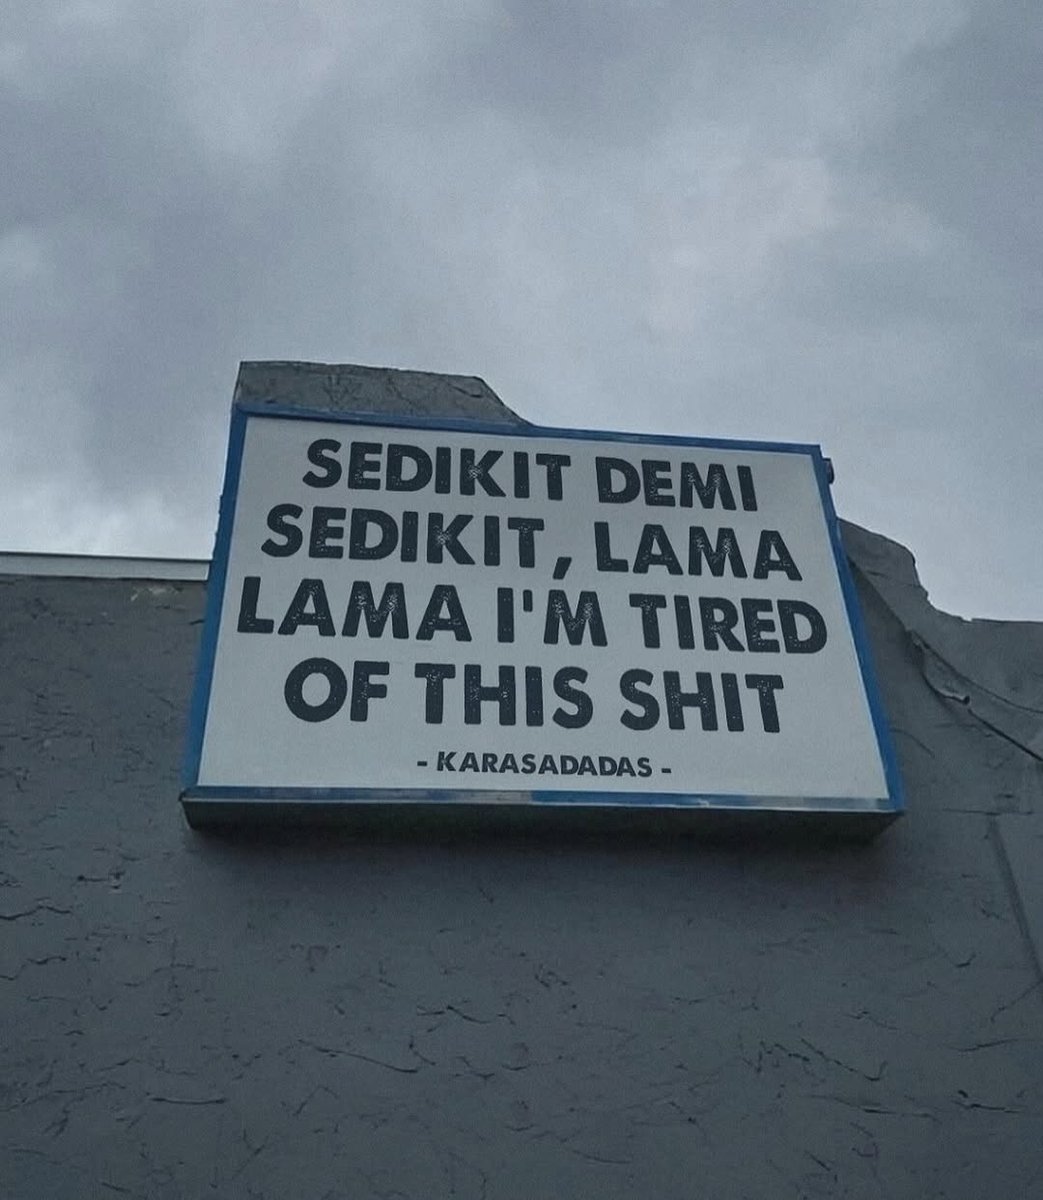 SEDIKIT DEMI
SEDIKIT, LAMA
LAMA I'M TIRED
OF THIS SHIT
- KARASADADAS -